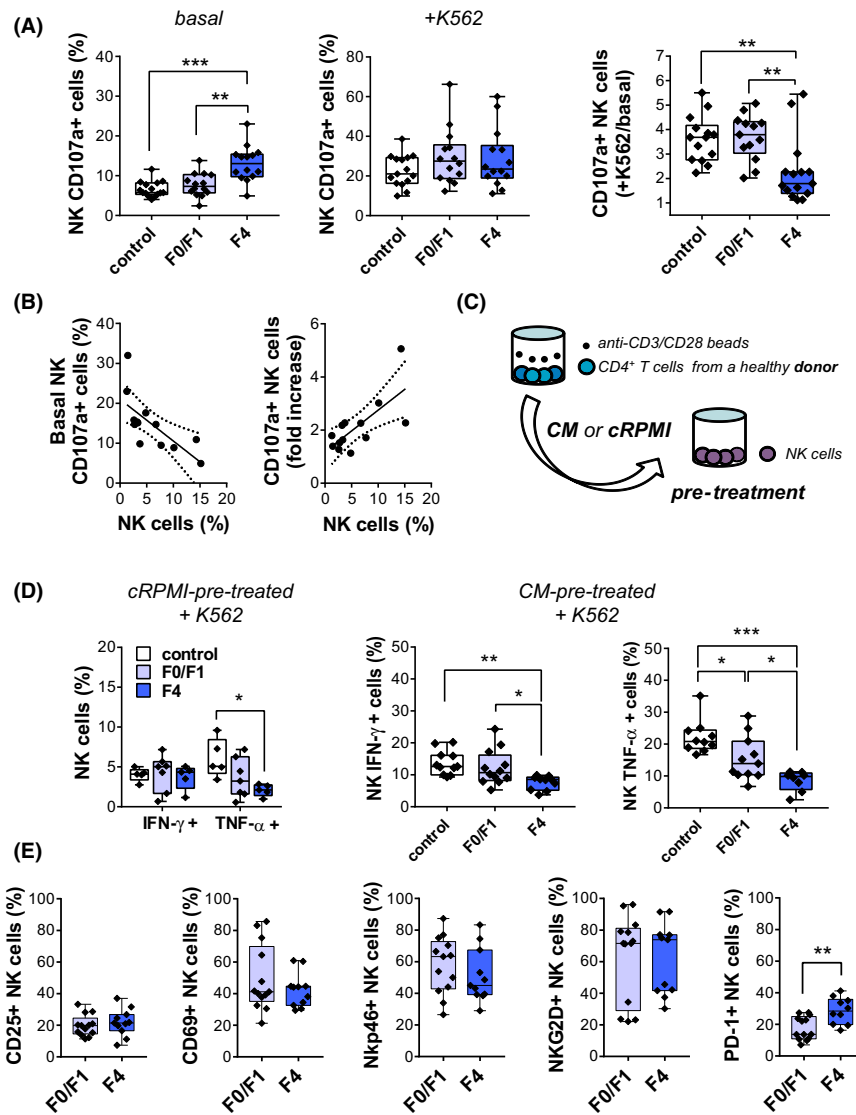 (A)
basal
+K562
NK CD107a+ cells (%)
40
30
20
10
0
control
F0/F1
F4
***
**
NK CD107a+ cells (%)
80
60
40
20
0
control
F0/F1
F4
CD107a+ NK cells
(+K562/basal)
7
6
5
4
3
2
1
control
F0/F1
F4
**
**
(B)
Basal NK
CD107a+ cells (%)
40
30
20
10
0
0 5 10 15 20
NK cells (%)
CD107a+ NK cells
(fold increase)
6
4
2
0
0 5 10 15 20
NK cells (%)
(C)
anti-CD3/CD28 beads
CD4+ T cells from a healthy donor
CM or cRPMI
NK cells
pre-treatment
(D)
cRPMI-pre-treated
+ K562
CM-pre-treated
+ K562
NK cells (%)
20
15
10
5
0
control
F0/F1
F4
*
IFN-γ + TNF-α +
NK IFN-γ + cells (%)
40
30
20
10
0
**
*
control
F0/F1
F4
NK TNF-α + cells (%)
40
30
20
10
0
***
* *
control
F0/F1
F4
(E)
CD25+ NK cells (%)
100
80
60
40
20
0
F0/F1
F4
CD69+ NK cells (%)
100
80
60
40
20
0
F0/F1
F4
Nkp46+ NK cells (%)
100
80
60
40
20
0
F0/F1
F4
NKG2D+ NK cells (%)
100
80
60
40
20
0
F0/F1
F4
PD-1+ NK cells (%)
100
80
60
40
20
0
**
F0/F1
F4